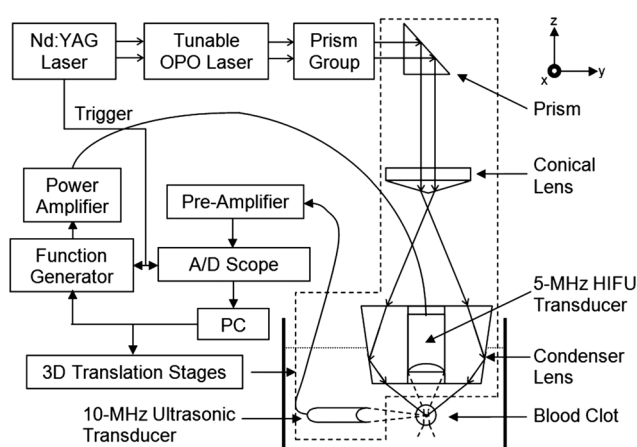 Nd:YAG
Laser
Tunable
OPO Laser
Prism
Group
z
x
y
Prism
Trigger
Conical
Lens
Power
Amplifier
Pre-Amplifier
Function
Generator
A/D Scope
5-MHz HIFU
Transducer
PC
Condenser
Lens
3D Translation Stages
10-MHz Ultrasonic
Transducer
Blood Clot